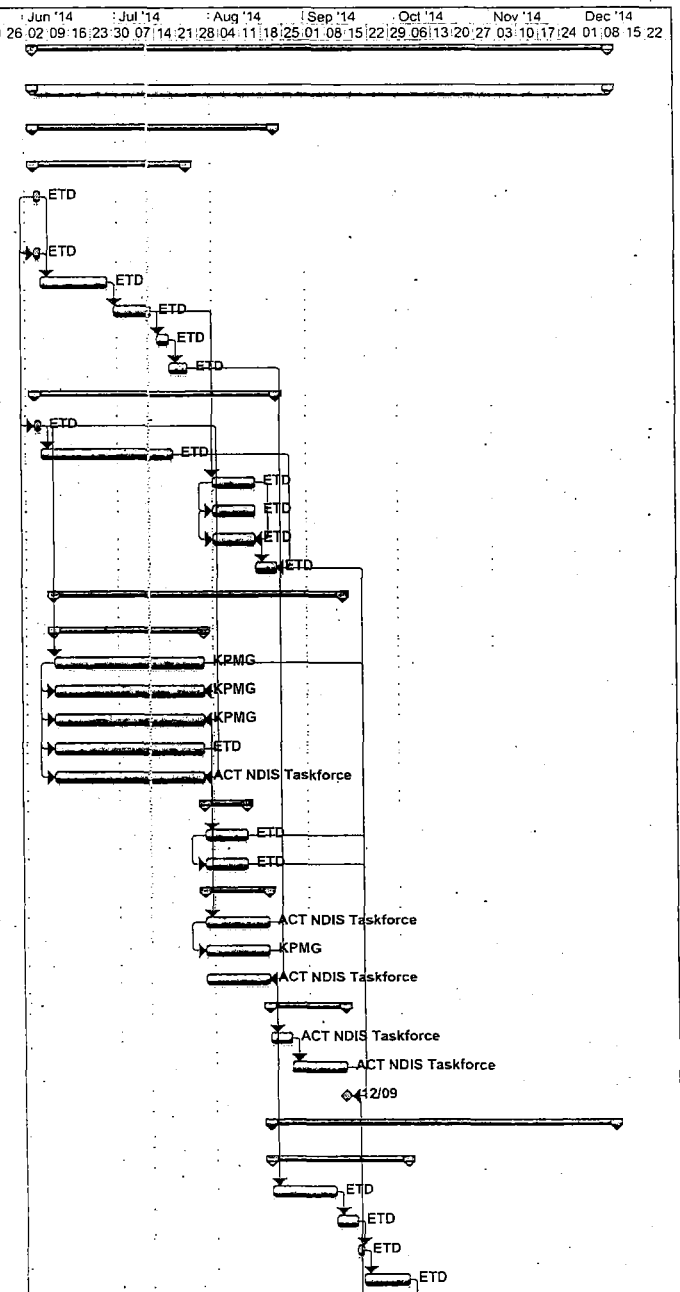 Jun '14 Jul '14 Aug '14 Sep '14 Oct '14 Nov '14 Dec '14
26 02 09 16 23 30 07 14 21 28 04 11 18 25 01 08 15 22 29 06 13 20 27 03 10 17 24 01 08 15 22
ETD
ETD
ETD
ETD
ETD
ETD
ETD
ETD
ETD
ETD
ETD
ETD
KPMG
KPMG
KPMG
ETD
ACT NDIS Taskforce
ETD
ETD
ACT NDIS Taskforce
KPMG
ACT NDIS Taskforce
ACT NDIS Taskforce
ACT NDIS Taskforce
12/09
ETD
ETD
ETD
ETD